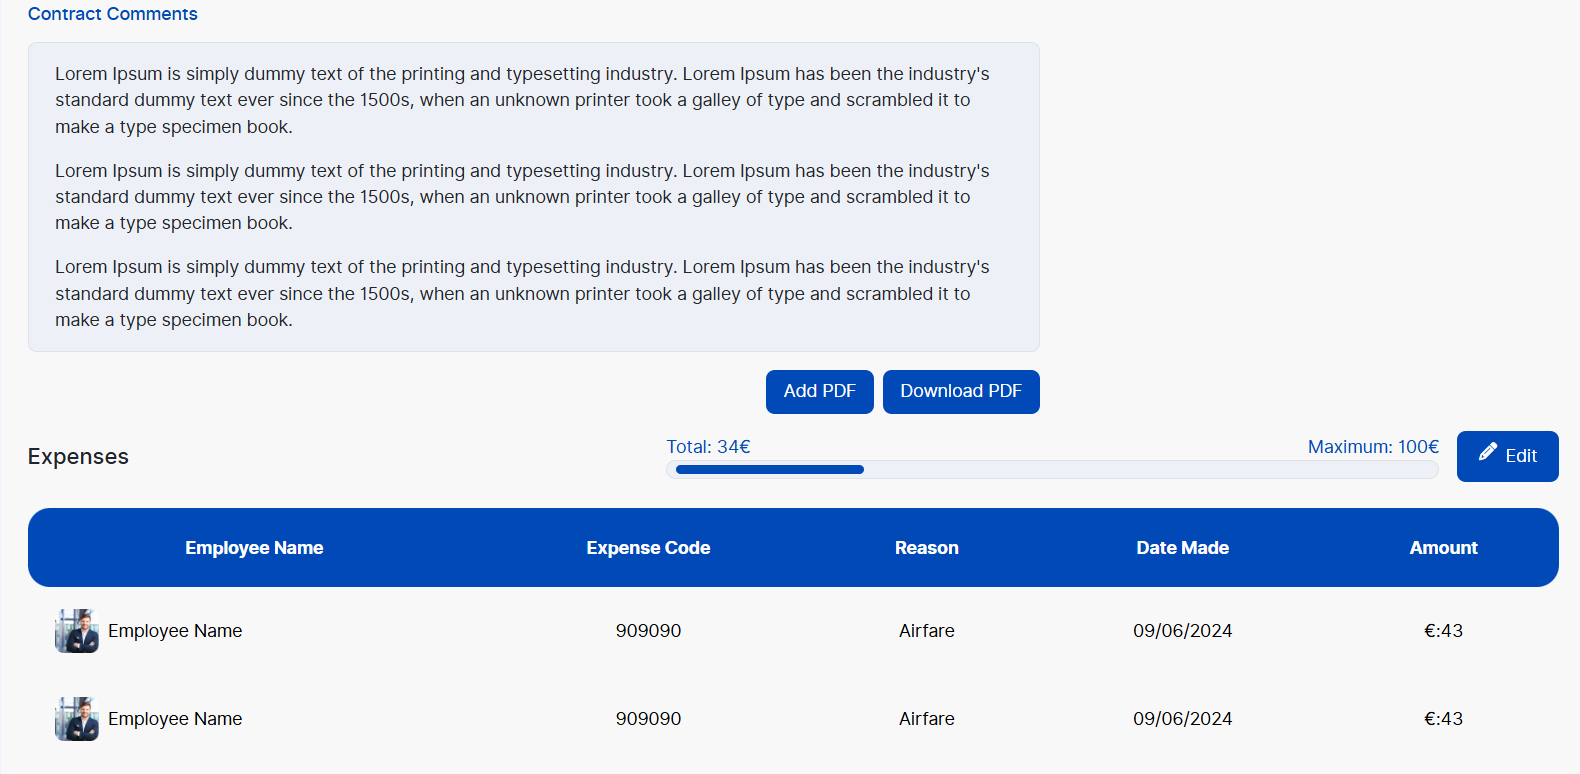 Contract Comments
Lorem Ipsum is simply dummy text of the printing and typesetting industry. Lorem Ipsum has been the industry's
standard dummy text ever since the 1500s, when an unknown printer took a galley of type and scrambled it to
make a type specimen book.
Lorem Ipsum is simply dummy text of the printing and typesetting industry. Lorem Ipsum has been the industry's
standard dummy text ever since the 1500s, when an unknown printer took a galley of type and scrambled it to
make a type specimen book.
Lorem Ipsum is simply dummy text of the printing and typesetting industry. Lorem Ipsum has been the industry's
standard dummy text ever since the 1500s, when an unknown printer took a galley of type and scrambled it to
make a type specimen book.
Add PDF Download PDF
Expenses Total: 34€ Maximum: 100€ Edit
Employee Name Expense Code Reason Date Made Amount
Employee Name 909090 Airfare 09/06/2024 €:43
Employee Name 909090 Airfare 09/06/2024 €:43